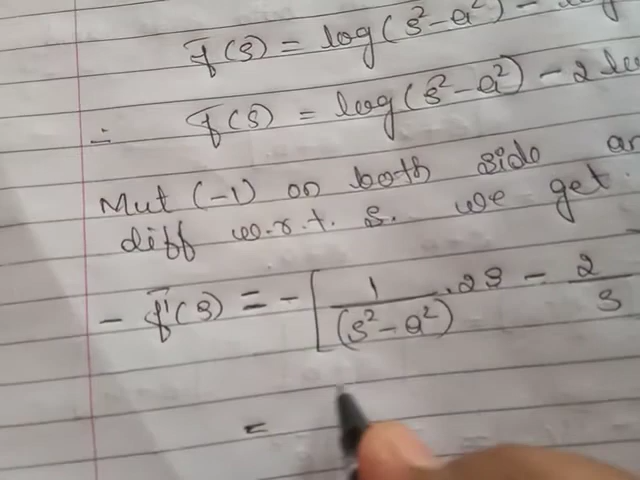 f̄(s) = log(s² - a²) -
∴ f̄(s) = log(s² - a²) - 2
Mut (-1) on both side
diff w.r.t. s. we get.
- f̄'(s) = - [ 1/(s² - a²) . 2s - 2/s
=